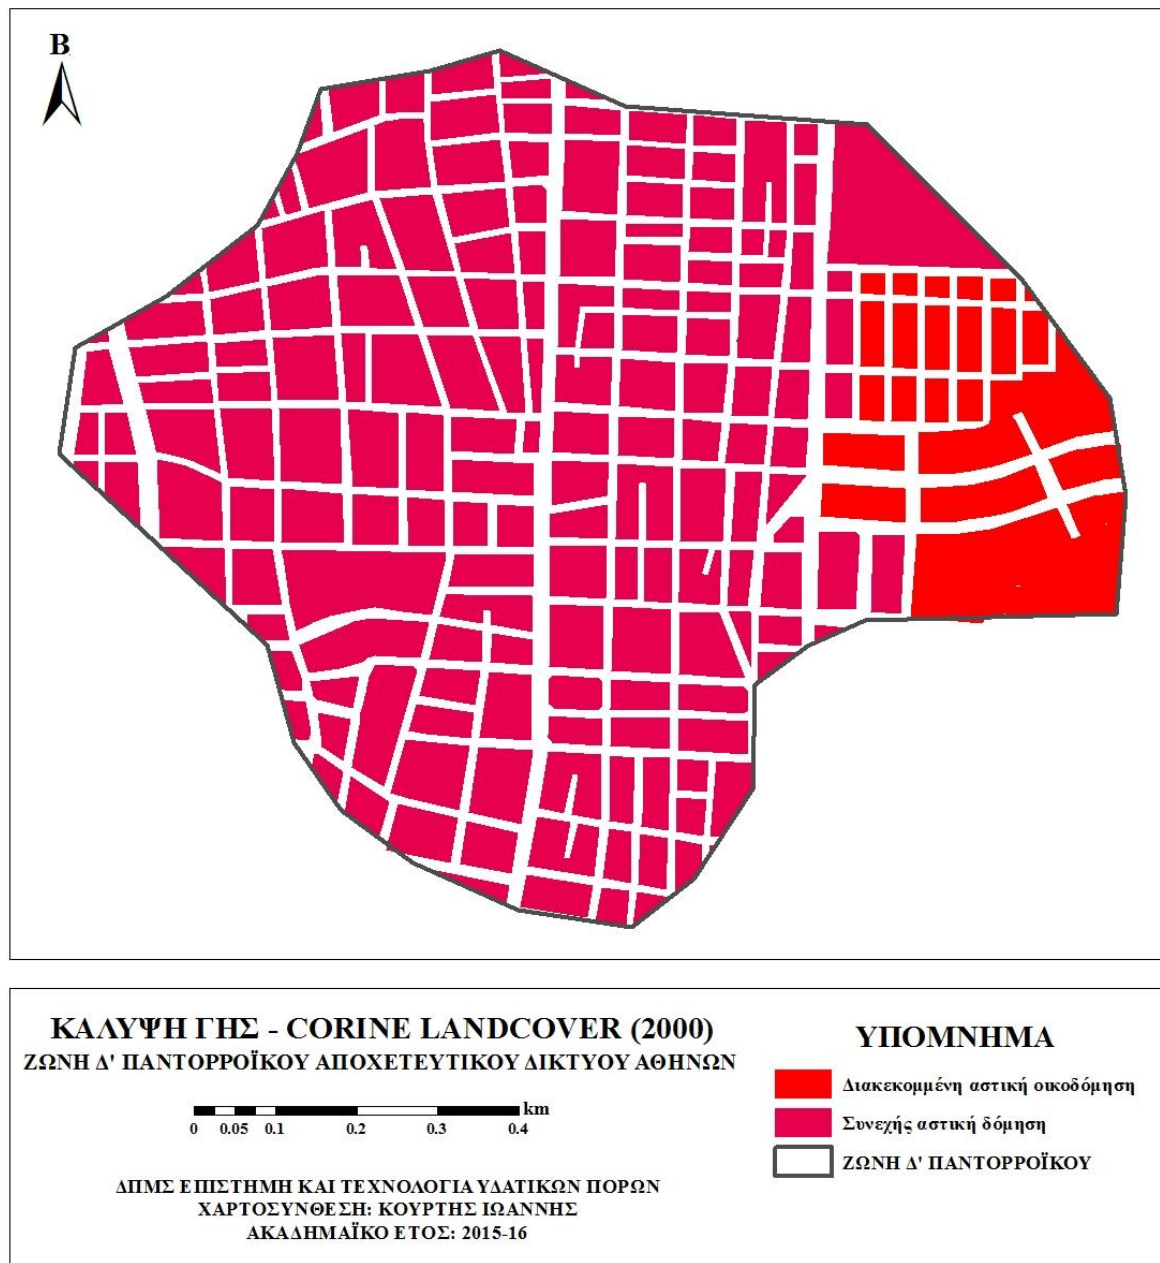 Β
ΚΑΛΥΨΗ ΓΗΣ - CORINE LANDCOVER (2000)
ΖΩΝΗ Δ' ΠΑΝΤΟΡΡΟΪΚΟΥ ΑΠΟΧΕΤΕΥΤΙΚΟΥ ΔΙΚΤΥΟΥ ΑΘΗΝΩΝ
km
0 0.05 0.1 0.2 0.3 0.4
ΔΠΜΣ ΕΠΙΣΤΗΜΗ ΚΑΙ ΤΕΧΝΟΛΟΓΙΑ ΥΔΑΤΙΚΩΝ ΠΟΡΩΝ
ΧΑΡΤΟΣΥΝΘΕΣΗ: ΚΟΥΡΤΗΣ ΙΩΑΝΝΗΣ
ΑΚΑΔΗΜΑΪΚΟ ΕΤΟΣ: 2015-16
ΥΠΟΜΝΗΜΑ
Διακεκομμένη αστική οικοδόμηση
Συνεχής αστική δόμηση
ΖΩΝΗ Δ' ΠΑΝΤΟΡΡΟΪΚΟΥ